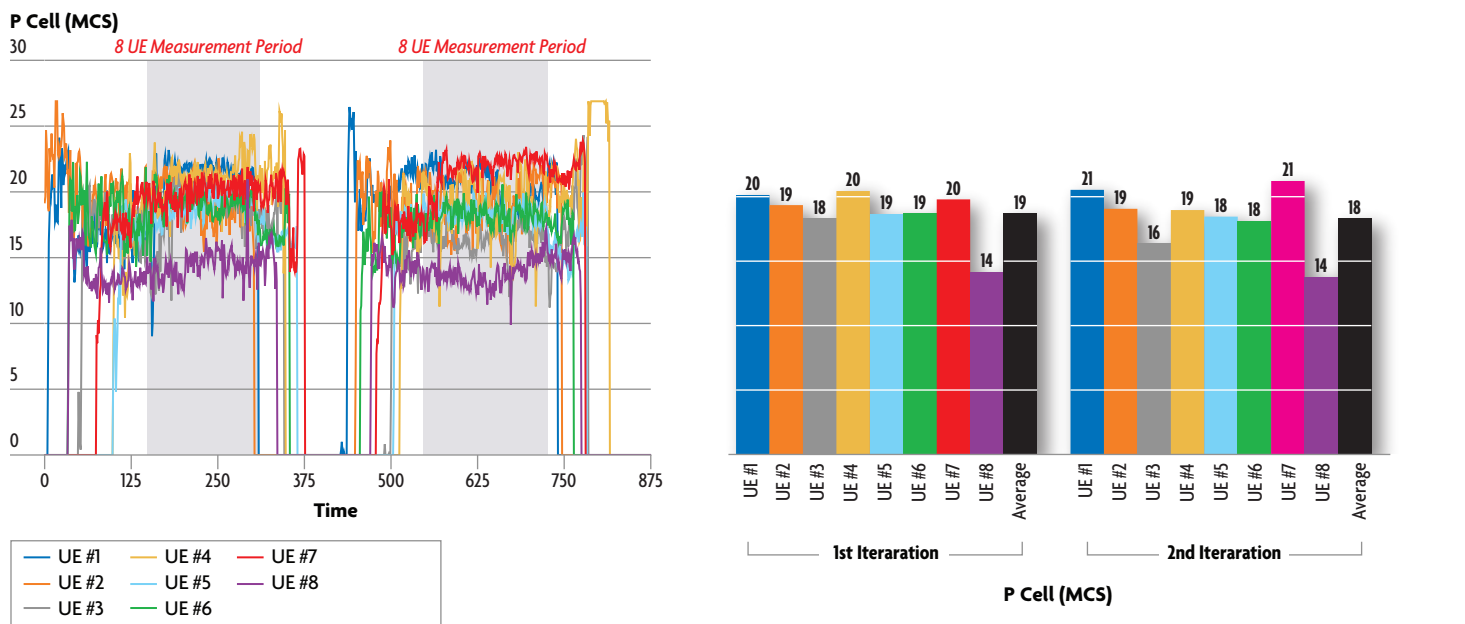 P Cell (MCS)
30
8 UE Measurement Period
8 UE Measurement Period
25
20
15
10
5
0
0 125 250 375 500 625 750 875
Time
UE #1 UE #4 UE #7
UE #2 UE #5 UE #8
UE #3 UE #6
20 19 18 20 19 19 20 14 19
21 19 16 19 18 18 21 14 18
UE #1 UE #2 UE #3 UE #4 UE #5 UE #6 UE #7 UE #8 Average
UE #1 UE #2 UE #3 UE #4 UE #5 UE #6 UE #7 UE #8 Average
1st Iteraration
2nd Iteraration
P Cell (MCS)